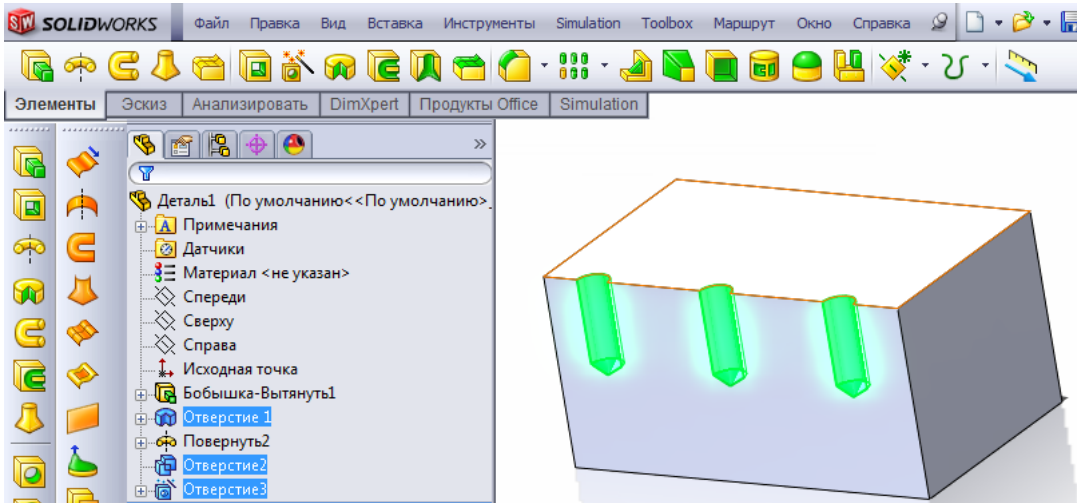 SOLIDWORKS Файл Правка Вид Вставка Инструменты Simulation Toolbox Маршрут Окно Справка
Элементы Эскиз Анализировать DimXpert Продукты Office Simulation
Деталь1 (По умолчанию<<По умолчанию>_
Примечания
Датчики
Материал <не указан>
Спереди
Сверху
Справа
Исходная точка
Бобышка-Вытянуть1
Отверстие 1
Повернуть2
Отверстие2
Отверстие3